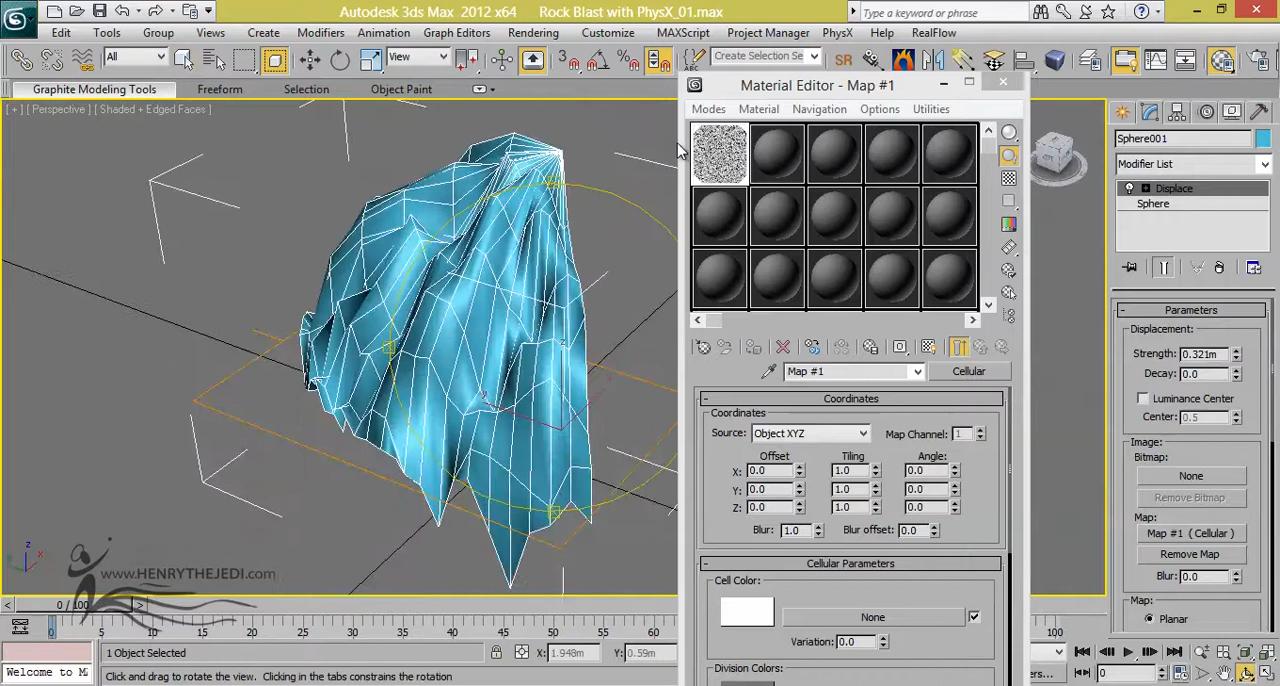 Autodesk 3ds Max 2012 x64 Rock Blast with PhysX_01.max
Type a keyword or phrase
Edit Tools Group Views Create Modifiers Animation Graph Editors Rendering Customize MAXScript Project Manager PhysX Help RealFlow
All View Create Selection Se
Graphite Modeling Tools Freeform Selection Object Paint
[ + ] [ Perspective ] [ Shaded + Edged Faces ]
Material Editor - Map #1
Modes Material Navigation Options Utilities
Map #1 Cellular
- Coordinates
Coordinates
Source: Object XYZ Map Channel: 1
Offset Tiling Angle:
X: 0.0 1.0 0.0
Y: 0.0 1.0 0.0
Z: 0.0 1.0 0.0
Blur: 1.0 Blur offset: 0.0
- Cellular Parameters
Cell Color:
None
Variation: 0.0
Division Colors:
Sphere001
Modifier List
Displace
Sphere
- Parameters
Displacement:
Strength: 0.321m
Decay: 0.0
Luminance Center
Center: 0.5
Image:
Bitmap:
None
Remove Bitmap
Map:
Map #1 ( Cellular )
Remove Map
Blur: 0.0
Map:
Planar
www.HENRYTHEJEDI.com
0 / 100
0 5 10 15 20 25 30 35 40 45 50 55 60 100
1 Object Selected X: 1.948m Y: 0.59m
Welcome to M
Click and drag to rotate the view. Clicking in the tabs constrains the rotation
0